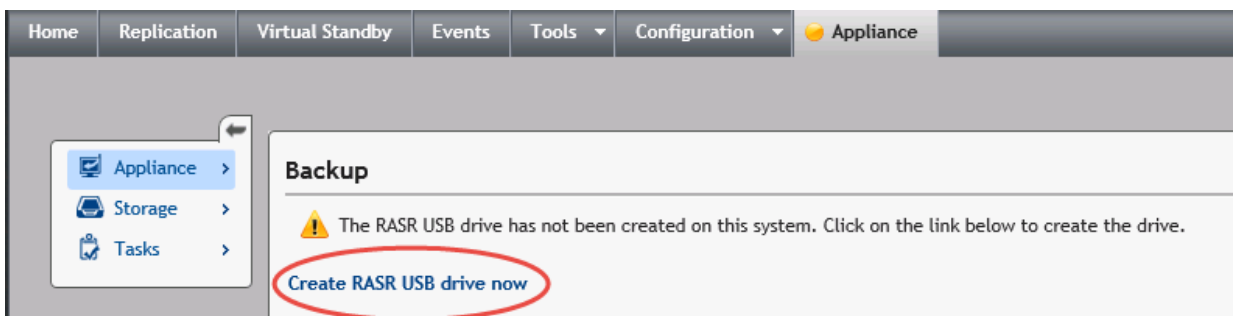 Home Replication Virtual Standby Events Tools Configuration Appliance
Appliance
Storage
Tasks
Backup
The RASR USB drive has not been created on this system. Click on the link below to create the drive.
Create RASR USB drive now